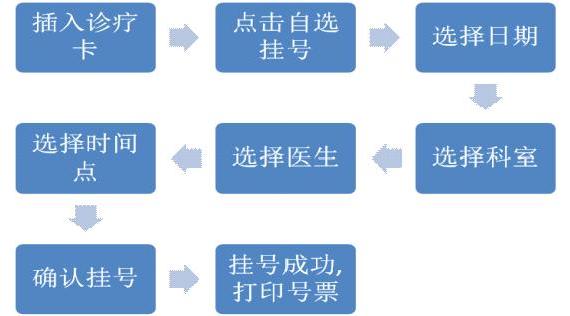 插入诊疗
卡
点击自选
挂号
选择日期
选择科室
选择医生
选择时间
点
确认挂号
挂号成功,
打印号票